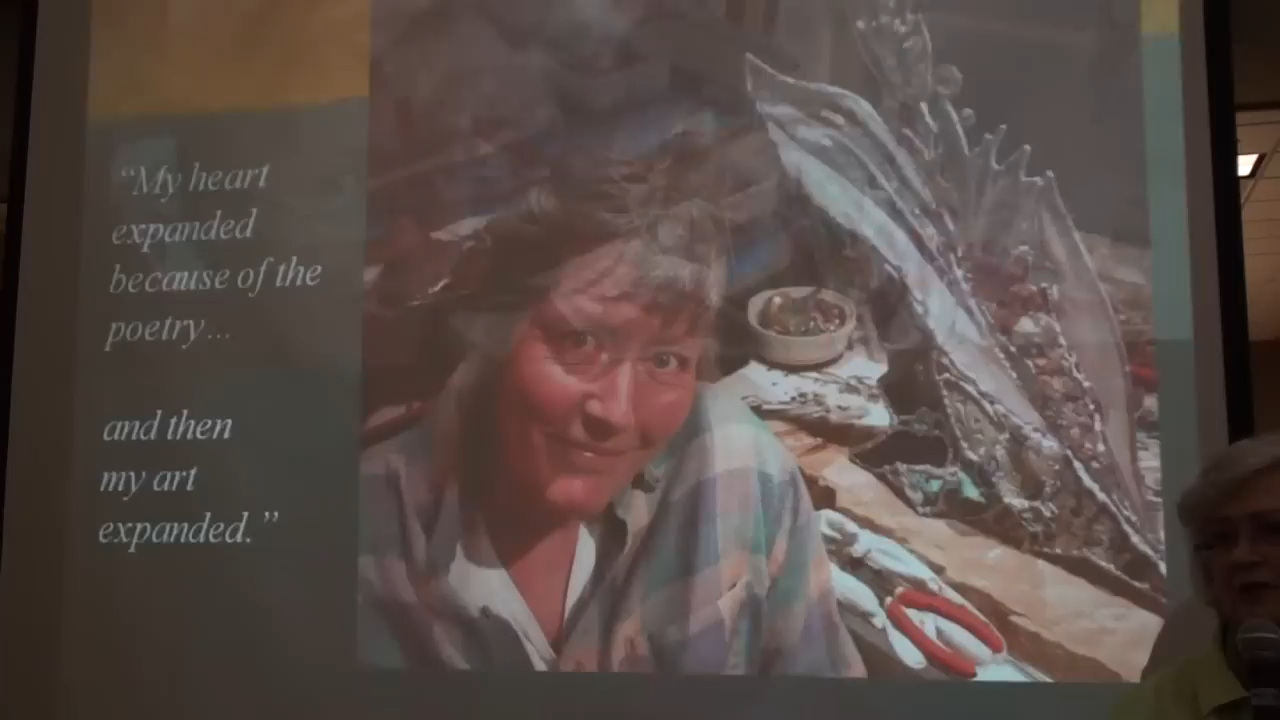 “My heart
expanded
because of the
poetry...
and then
my art
expanded.”